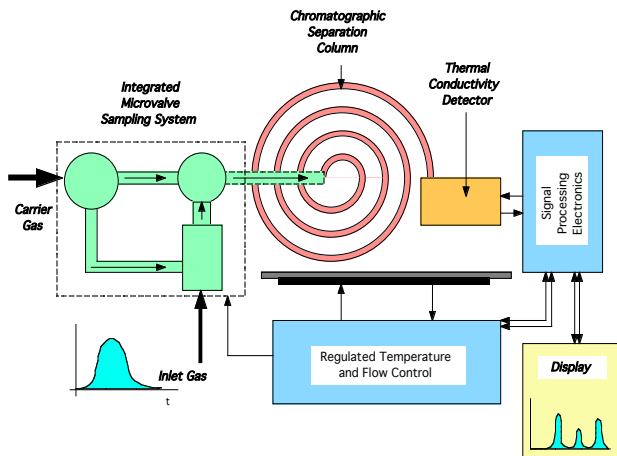 Chromatographic
Separation
Column
Thermal
Conductivity
Detector
Integrated
Microvalve
Sampling System
Carrier
Gas
Signal
Processing
Electronics
Regulated Temperature
and Flow Control
Inlet Gas
t
Display